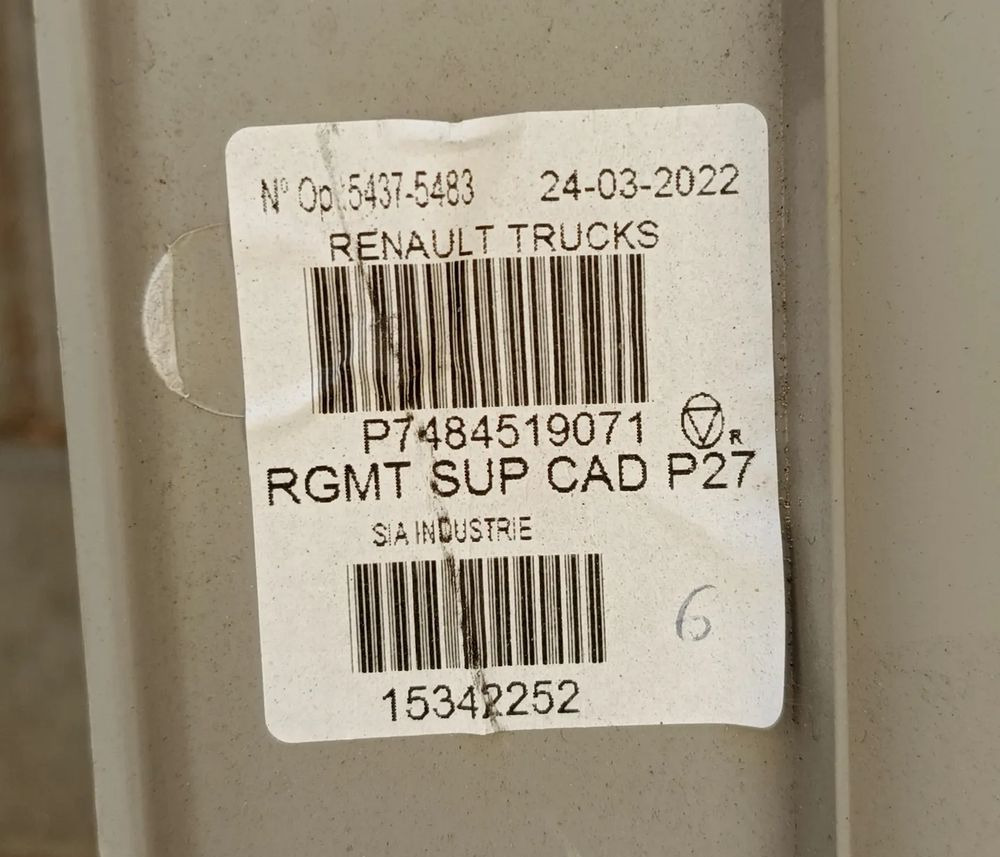 N° Op :5437-5483 24-03-2022
RENAULT TRUCKS
P7484519071
R
RGMT SUP CAD P27
SIA INDUSTRIE
6
15342252